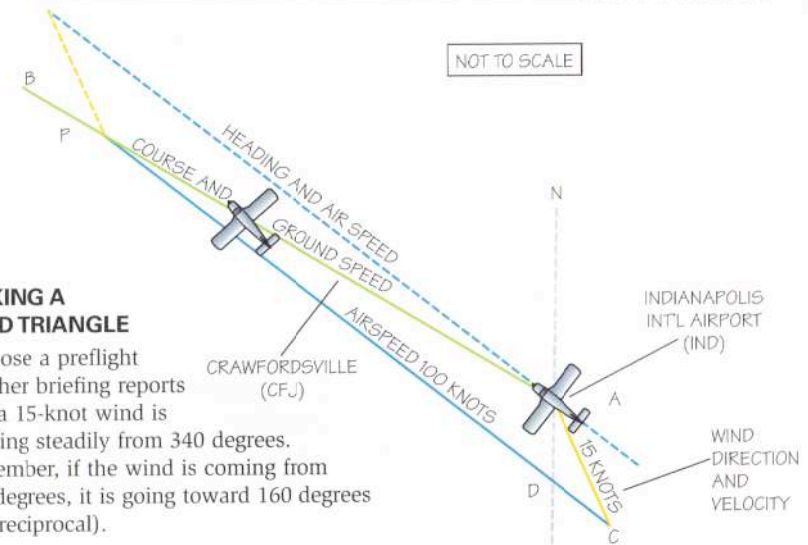 NOT TO SCALE
B
P
HEADING AND AIR SPEED
COURSE AND
GROUND SPEED
AIRSPEED 100 KNOTS
N
INDIANAPOLIS
INT'L AIRPORT
(IND)
CRAWFORDSVILLE
(CFJ)
A
15 KNOTS
WIND
DIRECTION
AND
VELOCITY
D
C
KING A
D TRIANGLE
ose a preflight
her briefing reports
a 15-knot wind is
ing steadily from 340 degrees.
ember, if the wind is coming from
degrees, it is going toward 160 degrees
reciprocal).